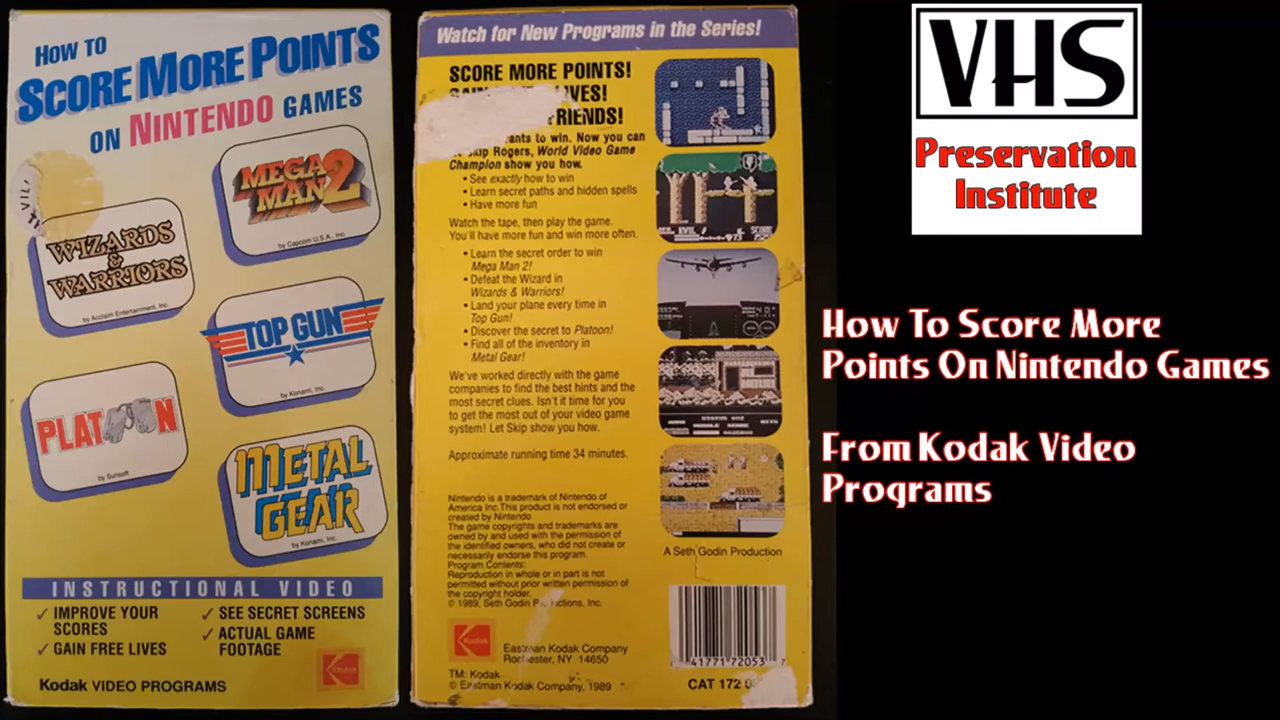 How To
Score More Points
on Nintendo Games
MEGA
MAN 2
by Capcom U.S.A., Inc.
WIZARDS
&
WARRIORS
by Acclaim Entertainment, Inc.
TOP GUN
by Konami, Inc.
PLATOON
by Sunsoft
METAL
GEAR
by Konami, Inc.
INSTRUCTIONAL VIDEO
✓ IMPROVE YOUR
SCORES
✓ GAIN FREE LIVES
✓ SEE SECRET SCREENS
✓ ACTUAL GAME
FOOTAGE
Kodak
Kodak VIDEO PROGRAMS
Watch for New Programs in the Series!
SCORE MORE POINTS!
LIVES!
FRIENDS!
to win. Now you can
Skip Rogers, World Video Game
Champion show you how.
• See exactly how to win
• Learn secret paths and hidden spells
• Have more fun
Watch the tape, then play the game.
You'll have more fun and win more often.
• Learn the secret order to win
Mega Man 2!
• Defeat the Wizard in
Wizards & Warriors!
• Land your plane every time in
Top Gun!
• Discover the secret to Platoon!
• Find all of the inventory in
Metal Gear!
We've worked directly with the game
companies to find the best hints and the
most secret clues. Isn't it time for you
to get the most out of your video game
system! Let Skip show you how.
Approximate running time 34 minutes.
Nintendo is a trademark of Nintendo of
America Inc. This product is not endorsed or
created by Nintendo
The game copyrights and trademarks are
owned by and used with the permission of
the identified owners, who did not create or
necessarily endorse this program.
Program Contents:
Reproduction in whole or in part is not
permitted without prior written permission of
the copyright holder.
© 1989, Seth Godin Inc.
A Seth Godin Production
Kodak
Eastman Kodak Company
Rochester, NY 14650
TM: Kodak
© Eastman Kodak Company, 1989
41771 72053 7
CAT 172
VHS
Preservation
Institute
How To Score More
Points On Nintendo Games
From Kodak Video
Programs